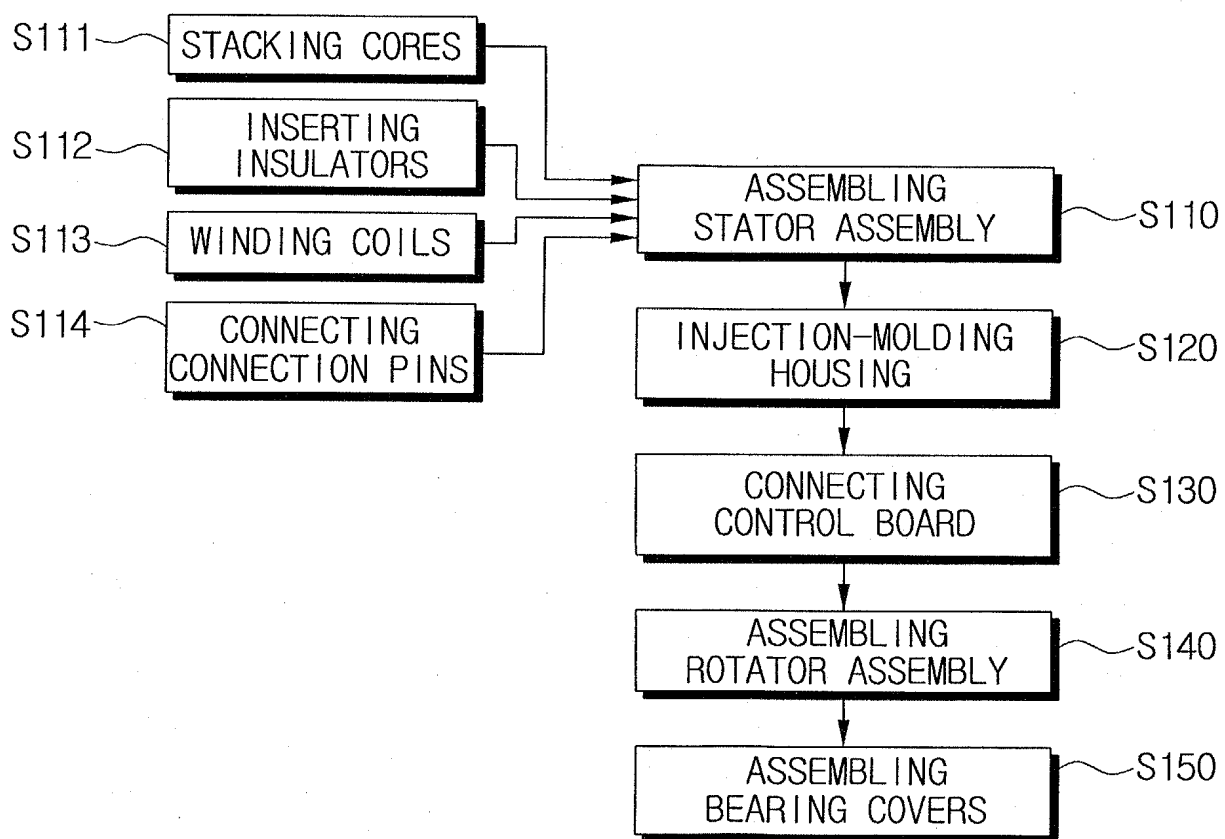 S111
STACKING CORES
S112
INSERTING
INSULATORS
S113
WINDING COILS
S114
CONNECTING
CONNECTION PINS
ASSEMBLING
STATOR ASSEMBLY
S110
INJECTION-MOLDING
HOUSING
S120
CONNECTING
CONTROL BOARD
S130
ASSEMBLING
ROTATOR ASSEMBLY
S140
ASSEMBLING
BEARING COVERS
S150